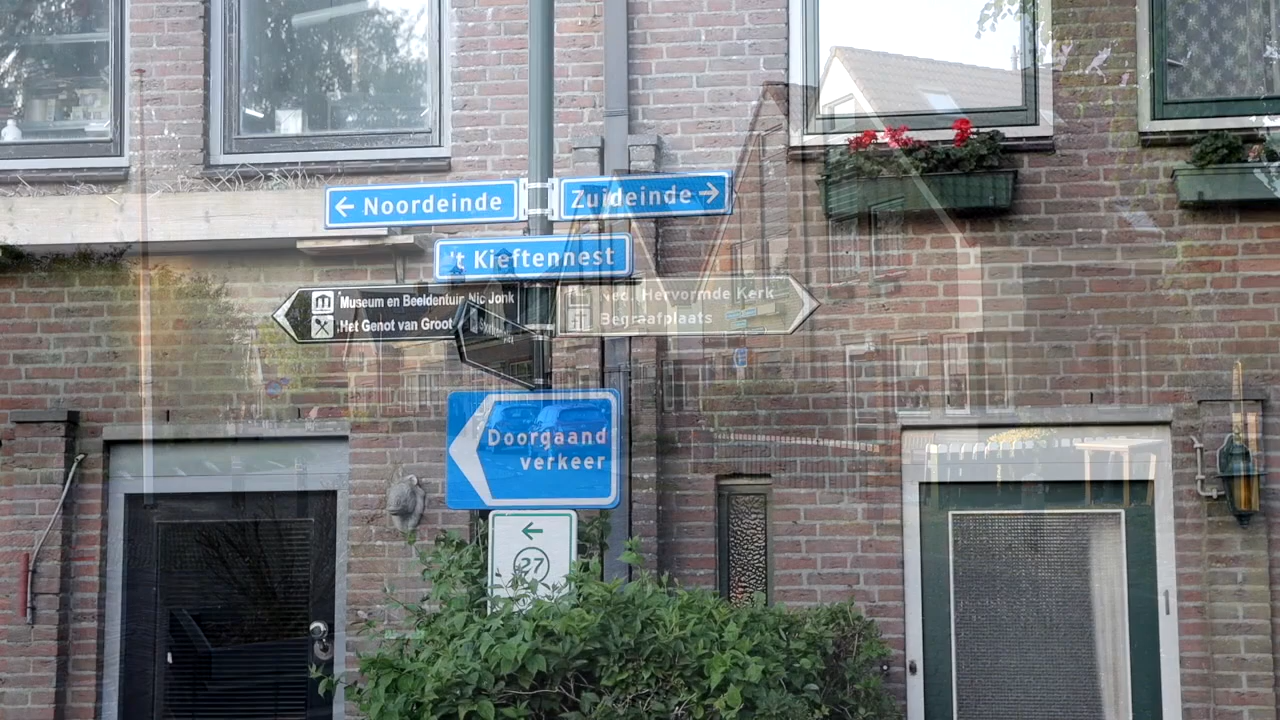 ← Noordeinde
Zuideinde →
't Kieftennest
Museum en Beeldentuin Nic Jonk
Het Genot van Groot
Ned. Hervormde Kerk
Begraafplaats
Doorgaand
verkeer
←
27